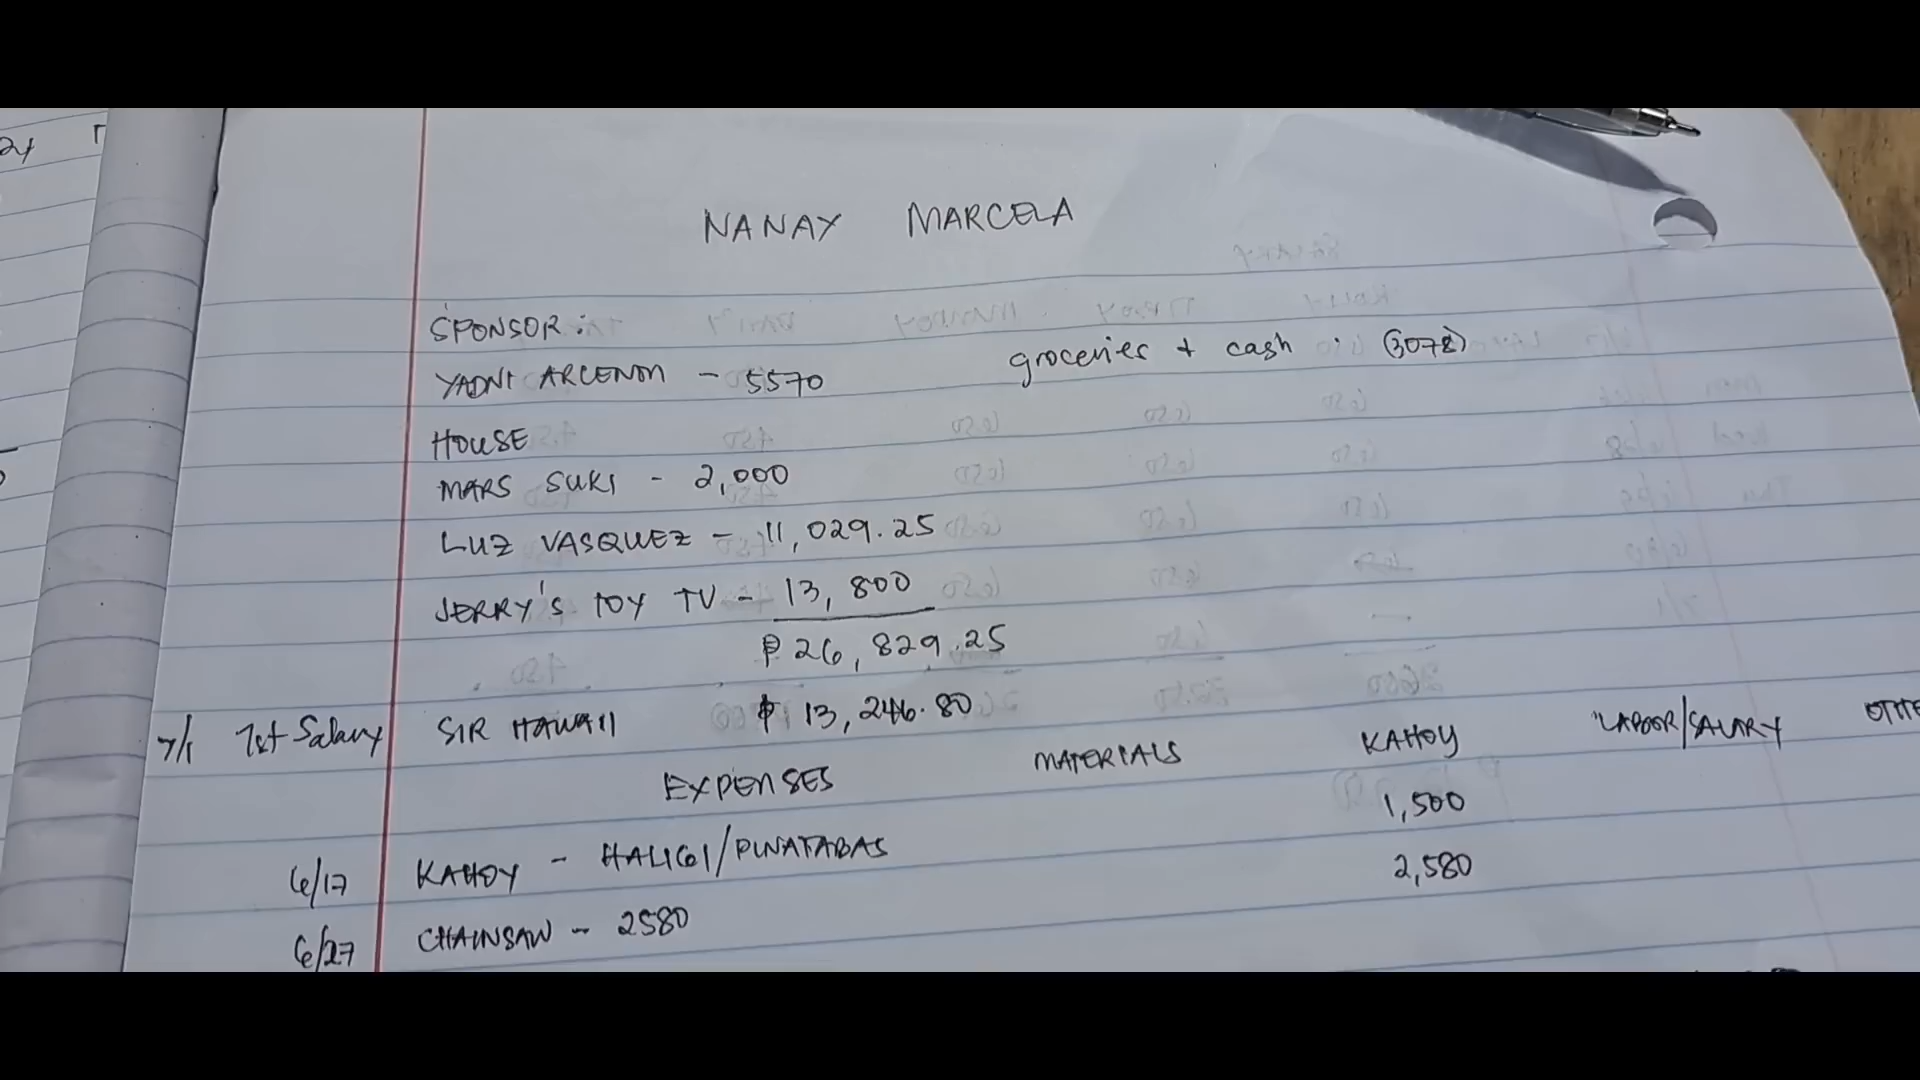 NANAY MARCELA
SPONSOR:
YADNI ARCENON - 5570 groceries + cash : (3078)
HOUSE
MARS SUKI - 2,000
LUZ VASQUEZ - 11,029.25
JERRY'S TOY TV - 13,800
₱ 26,829.25
7/1 1st Salary SIR HAWAII ₱ 13,246.80
EXPENSES MATERIALS KAHOY LABOR/SALARY OTHE
6/17 KAHOY - HALIGI/PINATABAS 1,500
6/27 CHAINSAW - 2580 2,580